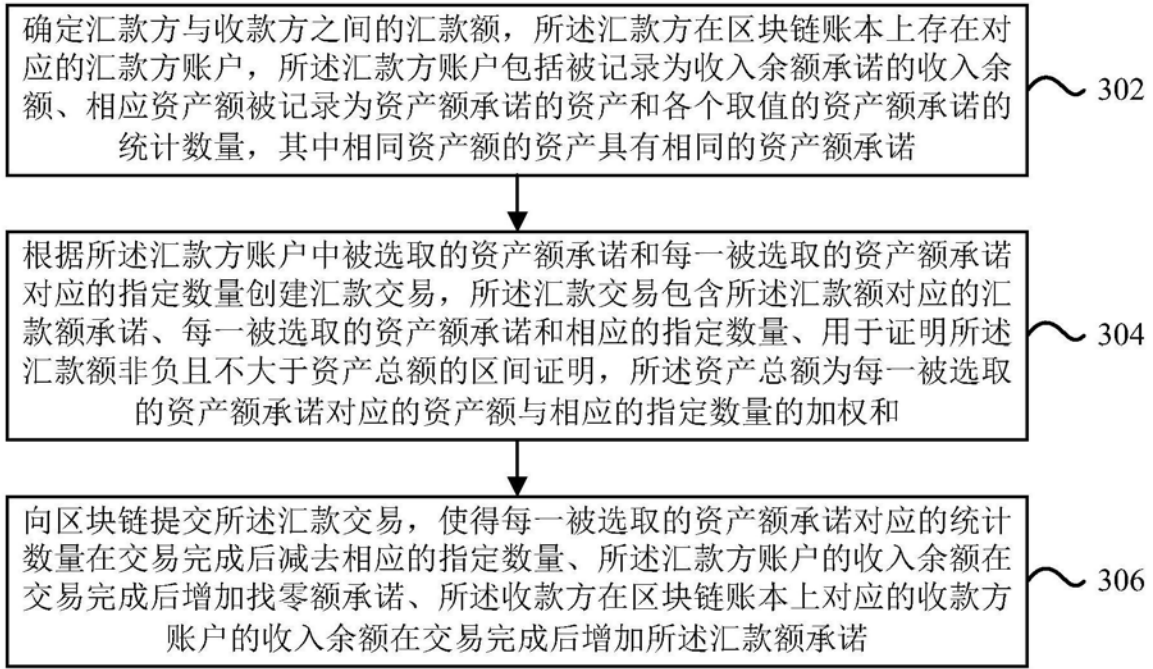 确定汇款方与收款方之间的汇款额，所述汇款方在区块链账本上存在对
应的汇款方账户，所述汇款方账户包括被记录为收入余额承诺的收入余
额、相应资产额被记录为资产额承诺的资产和各个取值的资产额承诺的
统计数量，其中相同资产额的资产具有相同的资产额承诺
302
根据所述汇款方账户中被选取的资产额承诺和每一被选取的资产额承诺
对应的指定数量创建汇款交易，所述汇款交易包含所述汇款额对应的汇
款额承诺、每一被选取的资产额承诺和相应的指定数量、用于证明所述
汇款额非负且不大于资产总额的区间证明，所述资产总额为每一被选取
的资产额承诺对应的资产额与相应的指定数量的加权和
304
向区块链提交所述汇款交易，使得每一被选取的资产额承诺对应的统计
数量在交易完成后减去相应的指定数量、所述汇款方账户的收入余额在
交易完成后增加找零额承诺、所述收款方在区块链账本上对应的收款方
账户的收入余额在交易完成后增加所述汇款额承诺
306